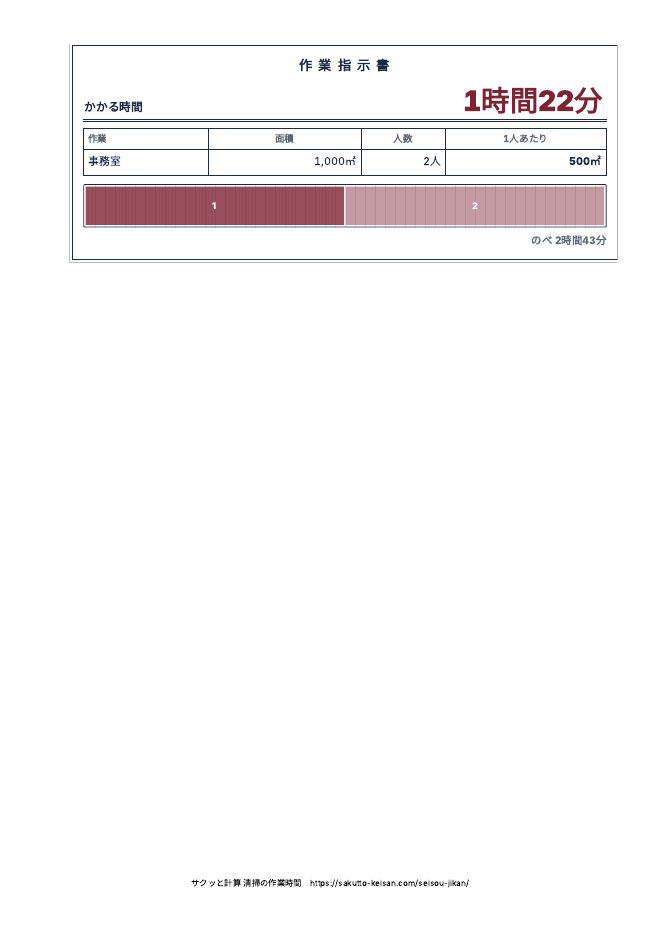 作業指示書
かかる時間 1時間22分
作業 面積 人数 1人あたり
事務室 1,000㎡ 2人 500㎡
1 2
のべ 2時間43分
サクッと計算 清掃の作業時間 https://sakutto-keisan.com/seisou-jikan/